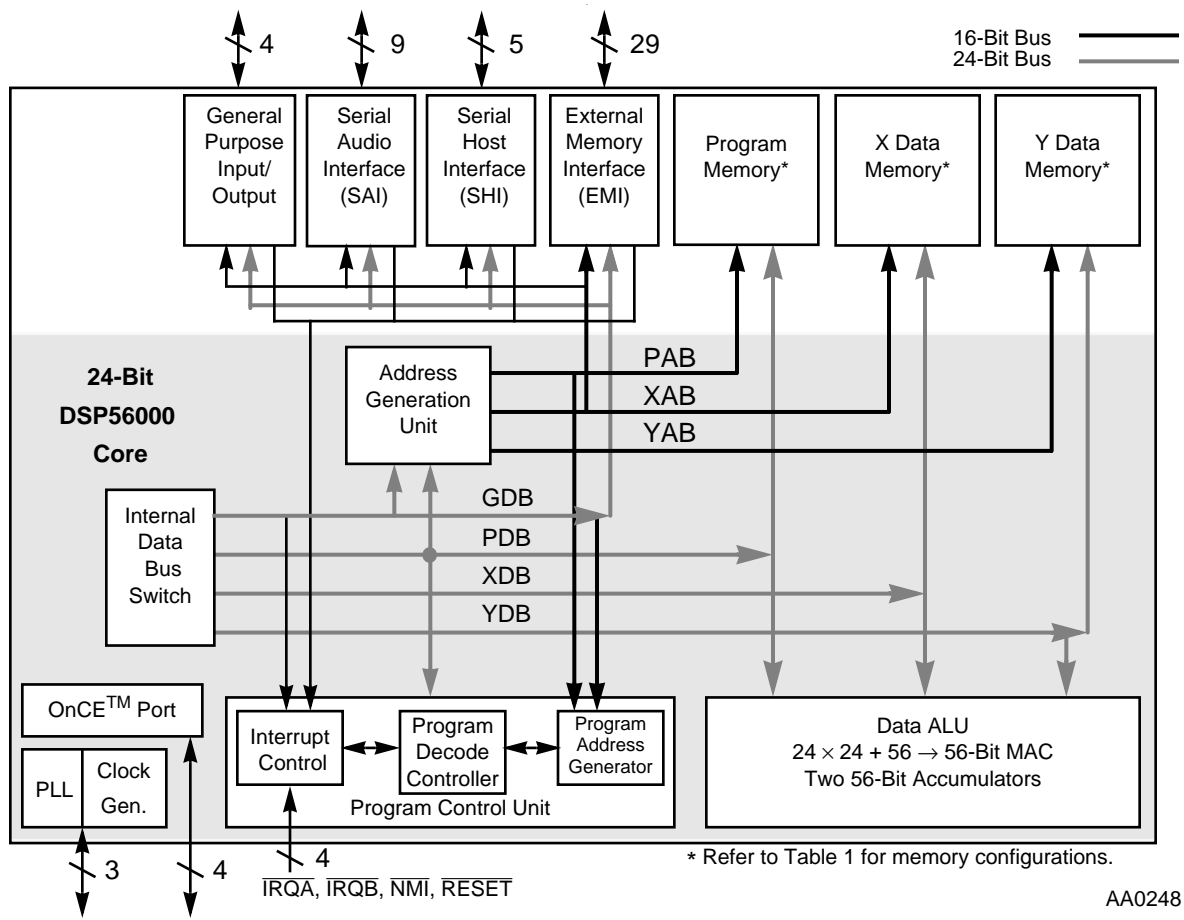 4
9
5
29
16-Bit Bus
24-Bit Bus
General
Purpose
Input/
Output
Serial
Audio
Interface
(SAI)
Serial
Host
Interface
(SHI)
External
Memory
Interface
(EMI)
Program
Memory*
X Data
Memory*
Y Data
Memory*
24-Bit
DSP56000
Core
Address
Generation
Unit
PAB
XAB
YAB
Internal
Data
Bus
Switch
GDB
PDB
XDB
YDB
OnCE™ Port
PLL
Clock
Gen.
Interrupt
Control
Program
Decode
Controller
Program
Address
Generator
Program Control Unit
Data ALU
24 × 24 + 56 → 56-Bit MAC
Two 56-Bit Accumulators
3
4
4
IRQA, IRQB, NMI, RESET
* Refer to Table 1 for memory configurations.
AA0248